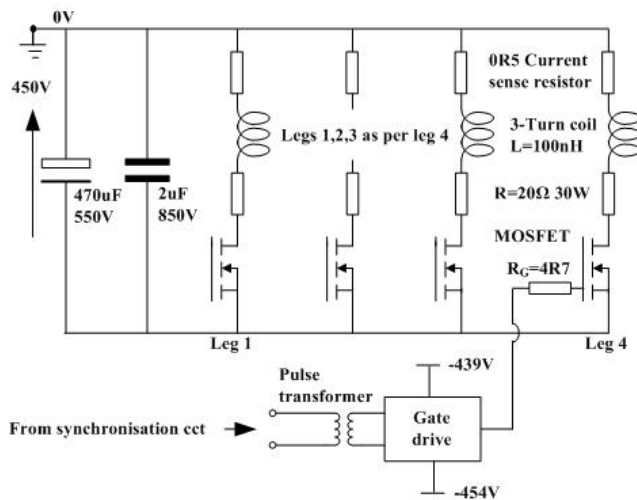 0V
450V
470uF
550V
2uF
850V
Legs 1,2,3 as per leg 4
0R5 Current
sense resistor
3-Turn coil
L=100nH
R=20Ω 30W
MOSFET
RG=4R7
Leg 1
Leg 4
Pulse
transformer
-439V
From synchronisation cct
Gate
drive
-454V